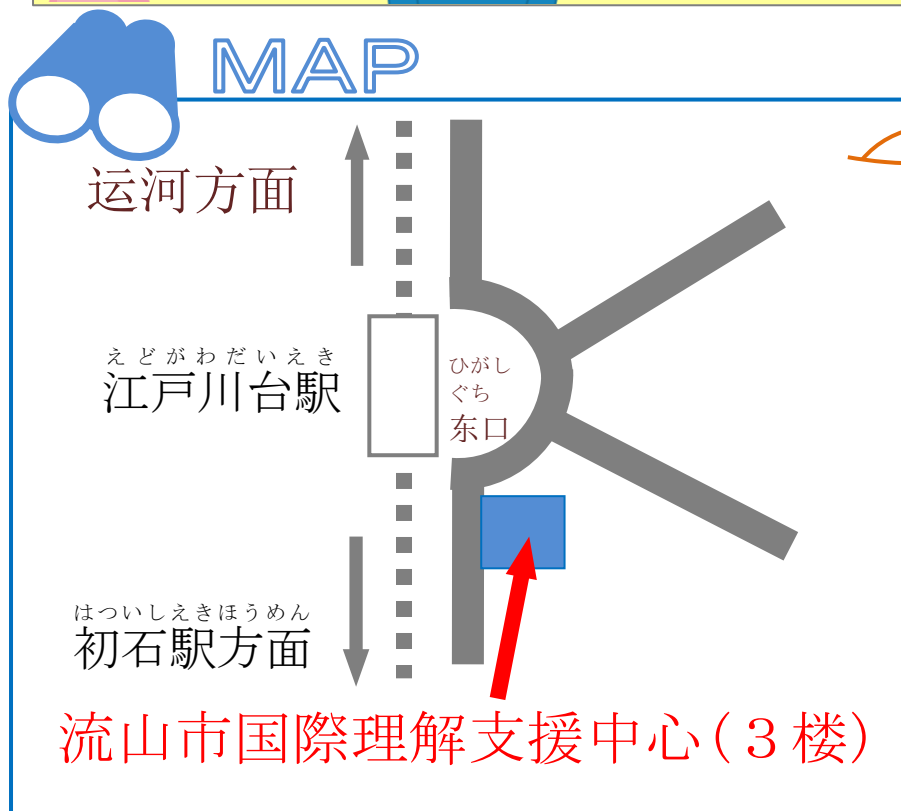 MAP
运河方面
えどがわだいえき
江戸川台駅
ひがし
ぐち
东口
はついしえきほうめん
初石駅方面
流山市国際理解支援中心(３楼)